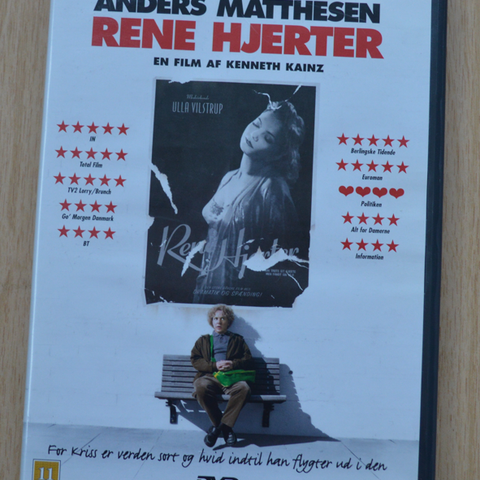 ANDERS MATTHESEN
RENE HJERTER
EN FILM AF KENNETH KAINZ
ULLA VILSTRUP
Rene Hjerter
IN
Total Film
TV2 Lorry/Brunch
Go' Morgen Danmark
BT
Berlingske Tidende
Euroman
Politiken
Alt for Damerne
Information
For Kriss er verden sort og hvid indtil han flygter ud i den